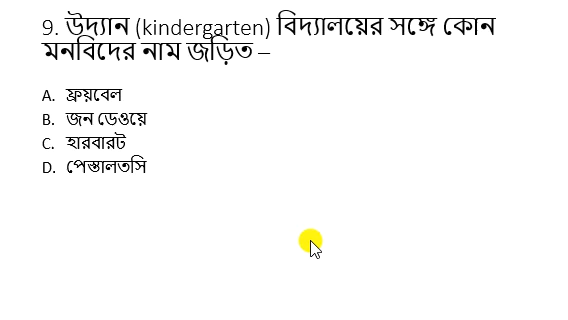 9. উদ্যান (kindergarten) বিদ্যালয়ের সঙ্গে কোন
মনবিদের নাম জড়িত –
A. ফ্রয়বেল
B. জন ডেওয়ে
C. হারবারট
D. পেস্তালতসি